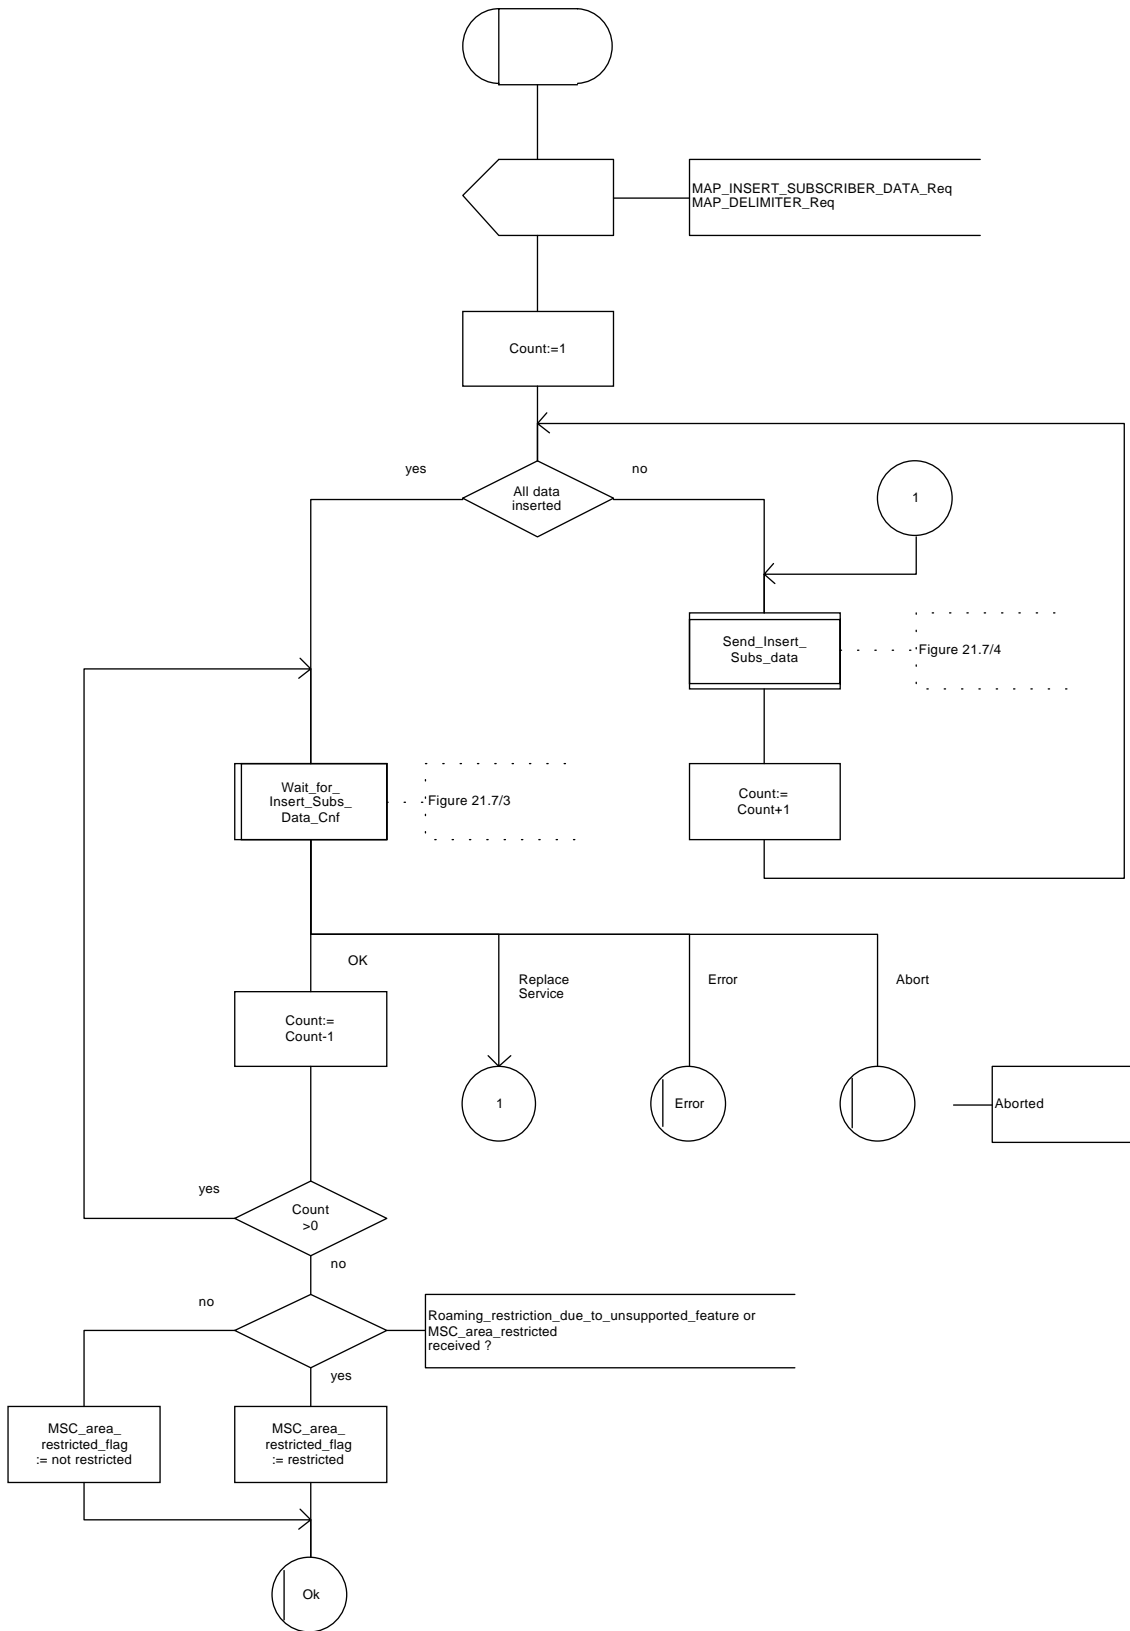 MAP_INSERT_SUBSCRIBER_DATA_Req
MAP_DELIMITER_Req
Count:=1
yes
no
All data
inserted
1
Send_Insert_
Subs_data
Figure 21.7/4
Wait_for_
Insert_Subs_
Data_Cnf
Figure 21.7/3
Count:=
Count+1
OK
Replace
Service
Error
Abort
Count:=
Count-1
1
Error
Aborted
yes
Count
>0
no
no
Roaming_restriction_due_to_unsupported_feature or
MSC_area_restricted
received ?
yes
MSC_area_
restricted_flag
:= not restricted
MSC_area_
restricted_flag
:= restricted
Ok